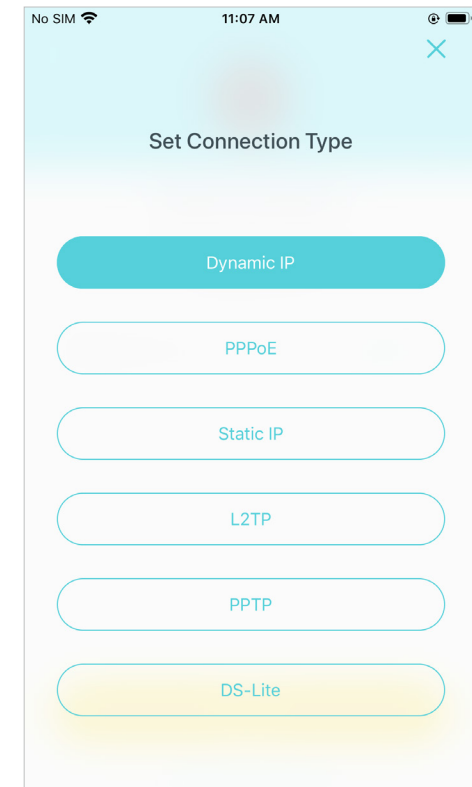 No SIM 11:07 AM
Set Connection Type
Dynamic IP
PPPoE
Static IP
L2TP
PPTP
DS-Lite